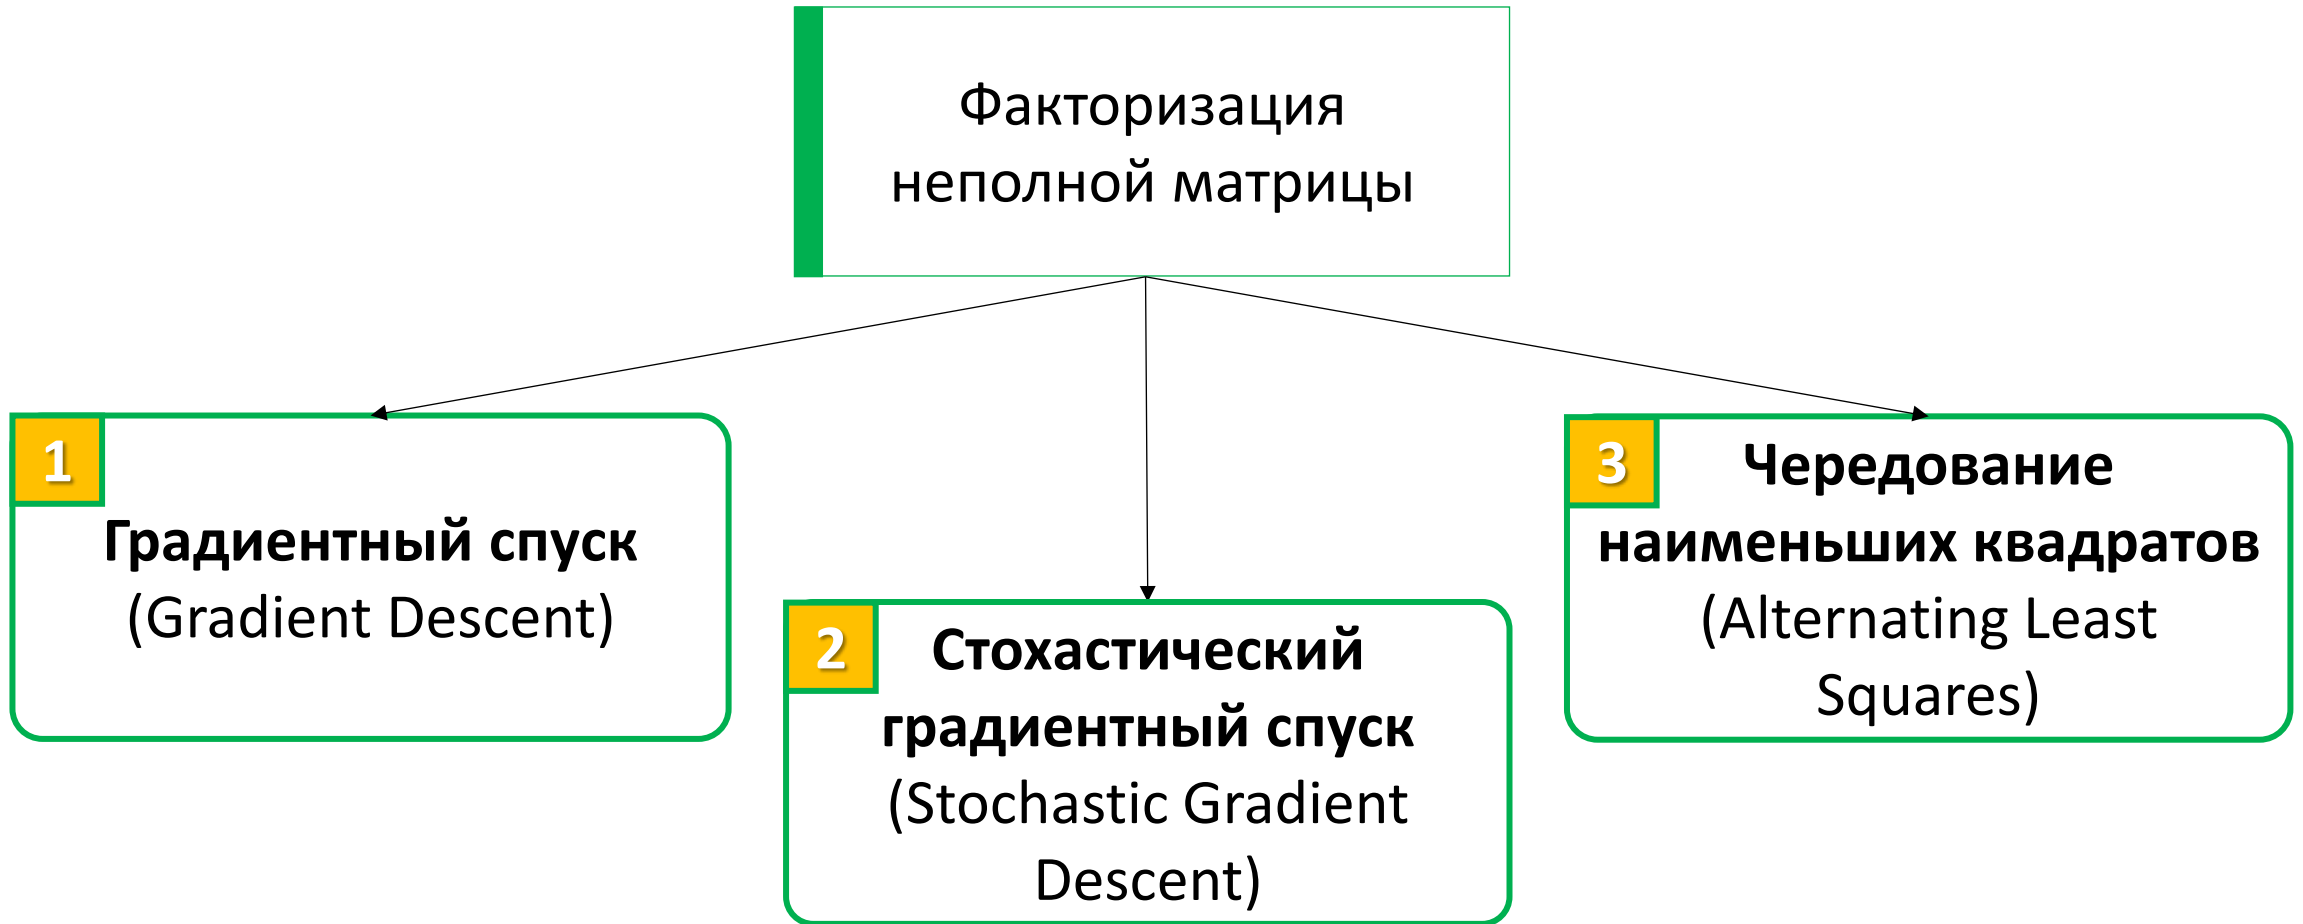 Факторизация
неполной матрицы
1
Градиентный спуск
(Gradient Descent)
2
Стохастический
градиентный спуск
(Stochastic Gradient
Descent)
3
Чередование
наименьших квадратов
(Alternating Least
Squares)